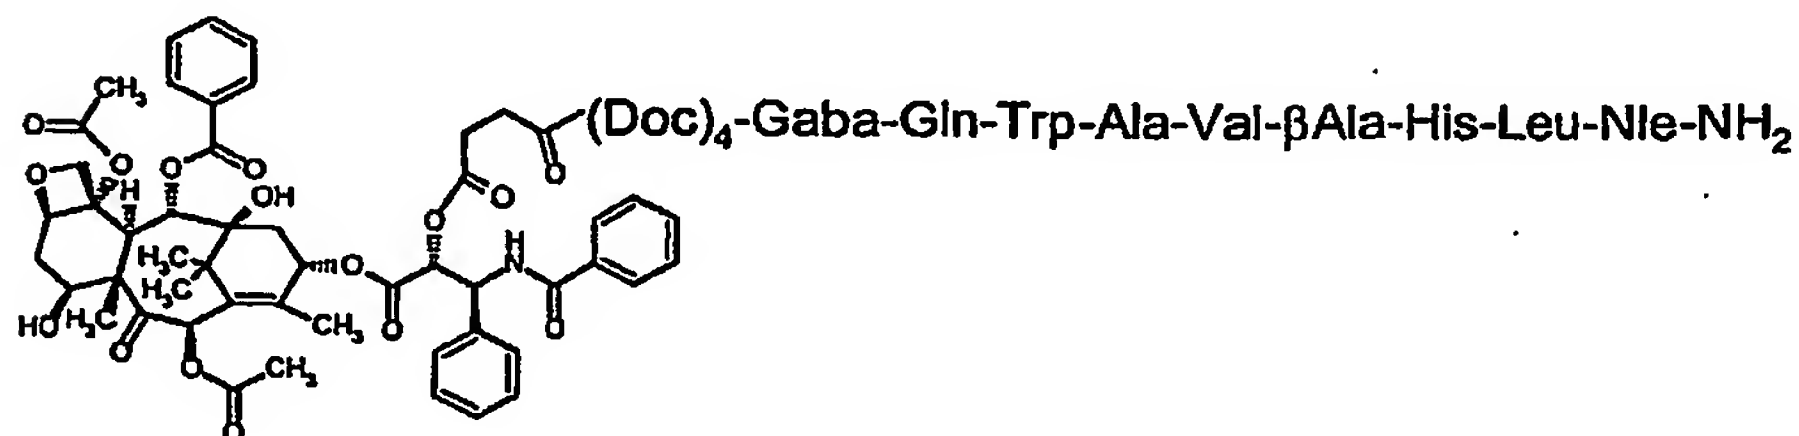 (Doc)₄-Gaba-Gln-Trp-Ala-Val-βAla-His-Leu-Nle-NH₂
CH₃
O
O
O
O
O
O
H
OH
O
O
H₃C
H₃C
O
O
H
N
O
O
HO
H₃C
O
CH₃
O
CH₃
O